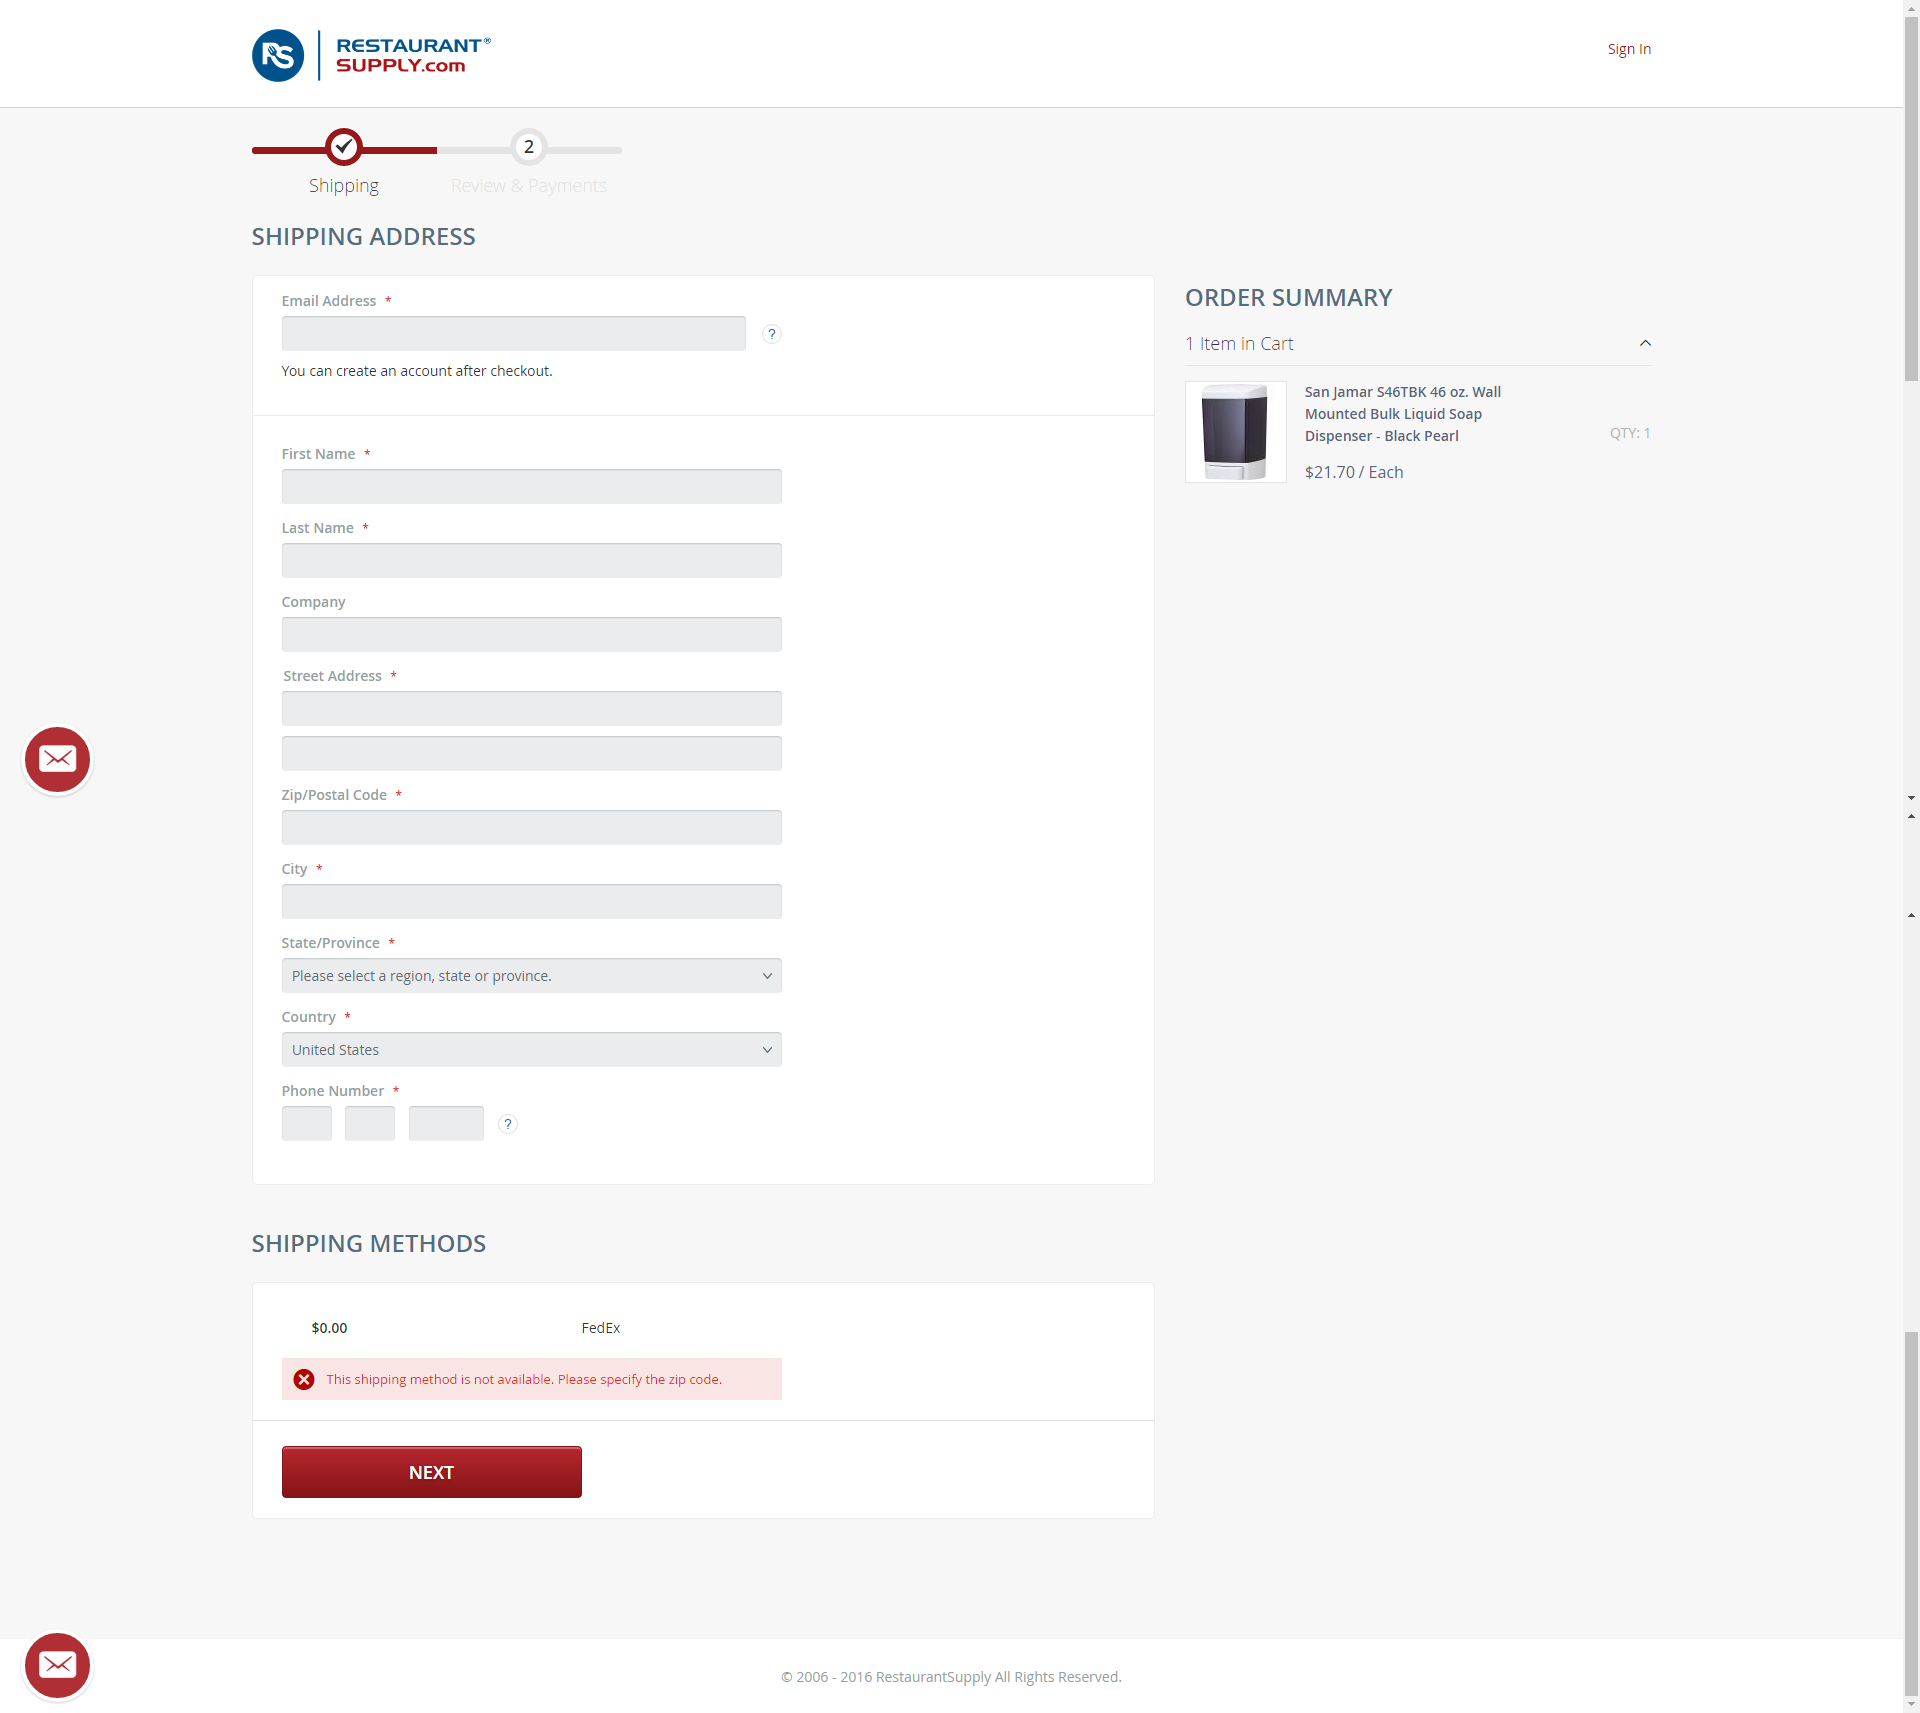 RS
RESTAURANT®
SUPPLY.com
Sign In
2
Shipping
Review & Payments
SHIPPING ADDRESS
Email Address *
?
You can create an account after checkout.
First Name *
Last Name *
Company
Street Address *
Zip/Postal Code *
City *
State/Province *
Please select a region, state or province.
Country *
United States
Phone Number *
?
ORDER SUMMARY
1 Item in Cart
San Jamar S46TBK 46 oz. Wall
Mounted Bulk Liquid Soap
Dispenser - Black Pearl
QTY: 1
$21.70 / Each
SHIPPING METHODS
$0.00 FedEx
This shipping method is not available. Please specify the zip code.
NEXT
© 2006 - 2016 RestaurantSupply All Rights Reserved.